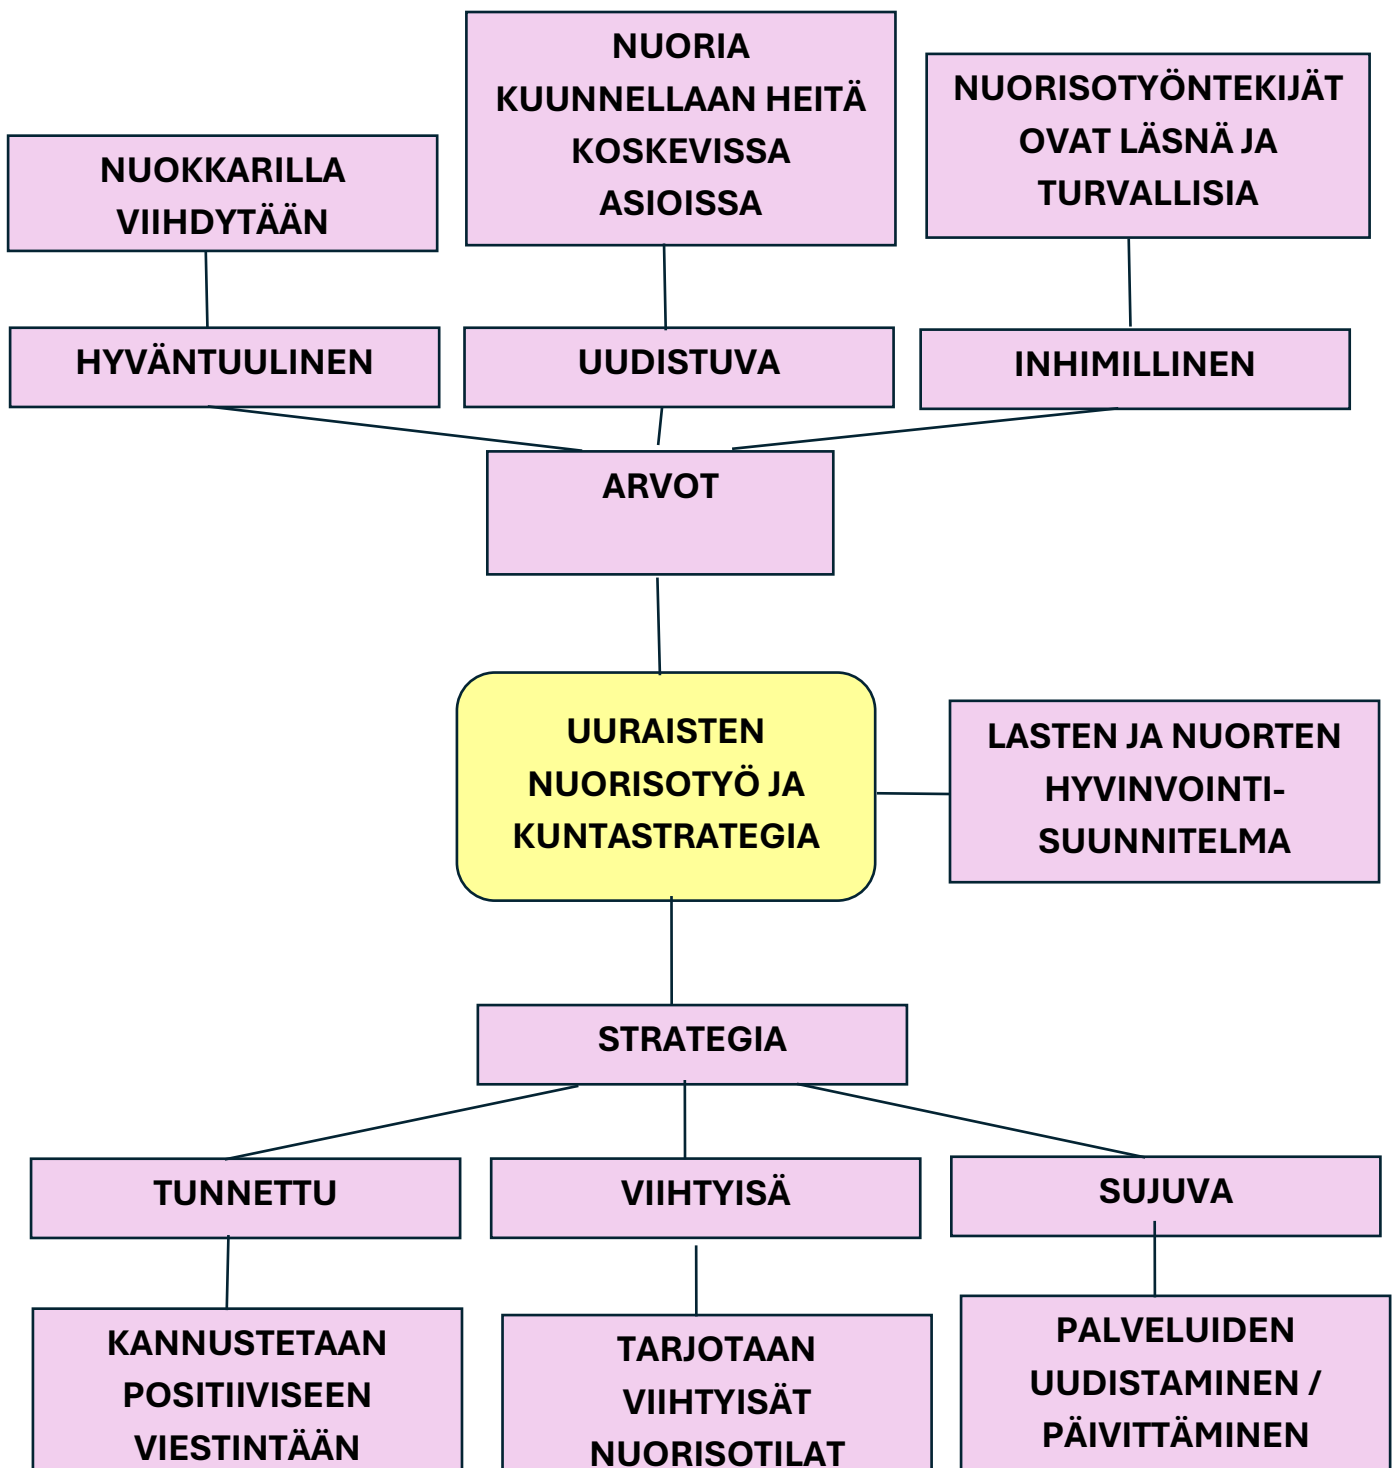 NUORIA
KUUNNELLAAN HEITÄ
KOSKEVISSA
ASIOISSA
NUORISOTYÖNTEKIJÄT
OVAT LÄSNÄ JA
TURVALLISIA
NUOKKARILLA
VIIHDYTÄÄN
HYVÄNTUULINEN
UUDISTUVA
INHIMILLINEN
ARVOT
UURAISTEN
NUORISOTYÖ JA
KUNTASTRATEGIA
LASTEN JA NUORTEN
HYVINVOINTI-
SUUNNITELMA
STRATEGIA
TUNNETTU
VIIHTYISÄ
SUJUVA
KANNUSTETAAN
POSITIIVISEEN
VIESTINTÄÄN
TARJOTAAN
VIIHTYISÄT
NUORISOTILAT
PALVELUIDEN
UUDISTAMINEN /
PÄIVITTÄMINEN